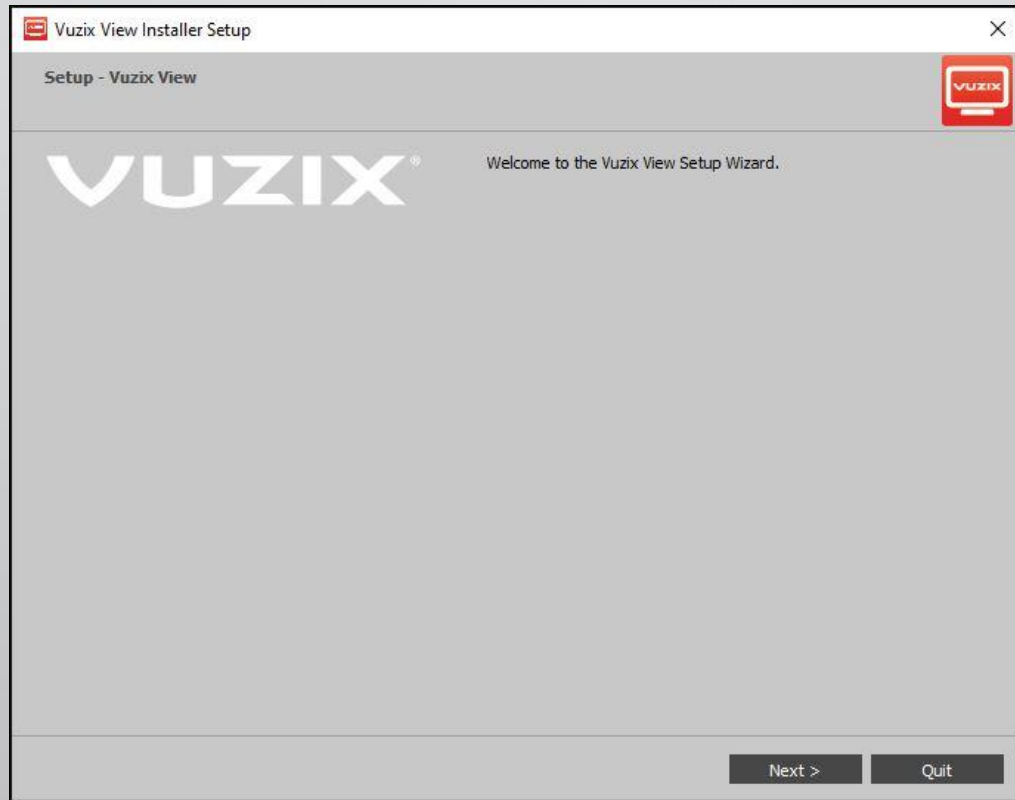 Vuzix View Installer Setup
Setup - Vuzix View
VUZIX
VUZIX®
Welcome to the Vuzix View Setup Wizard.
Next >
Quit